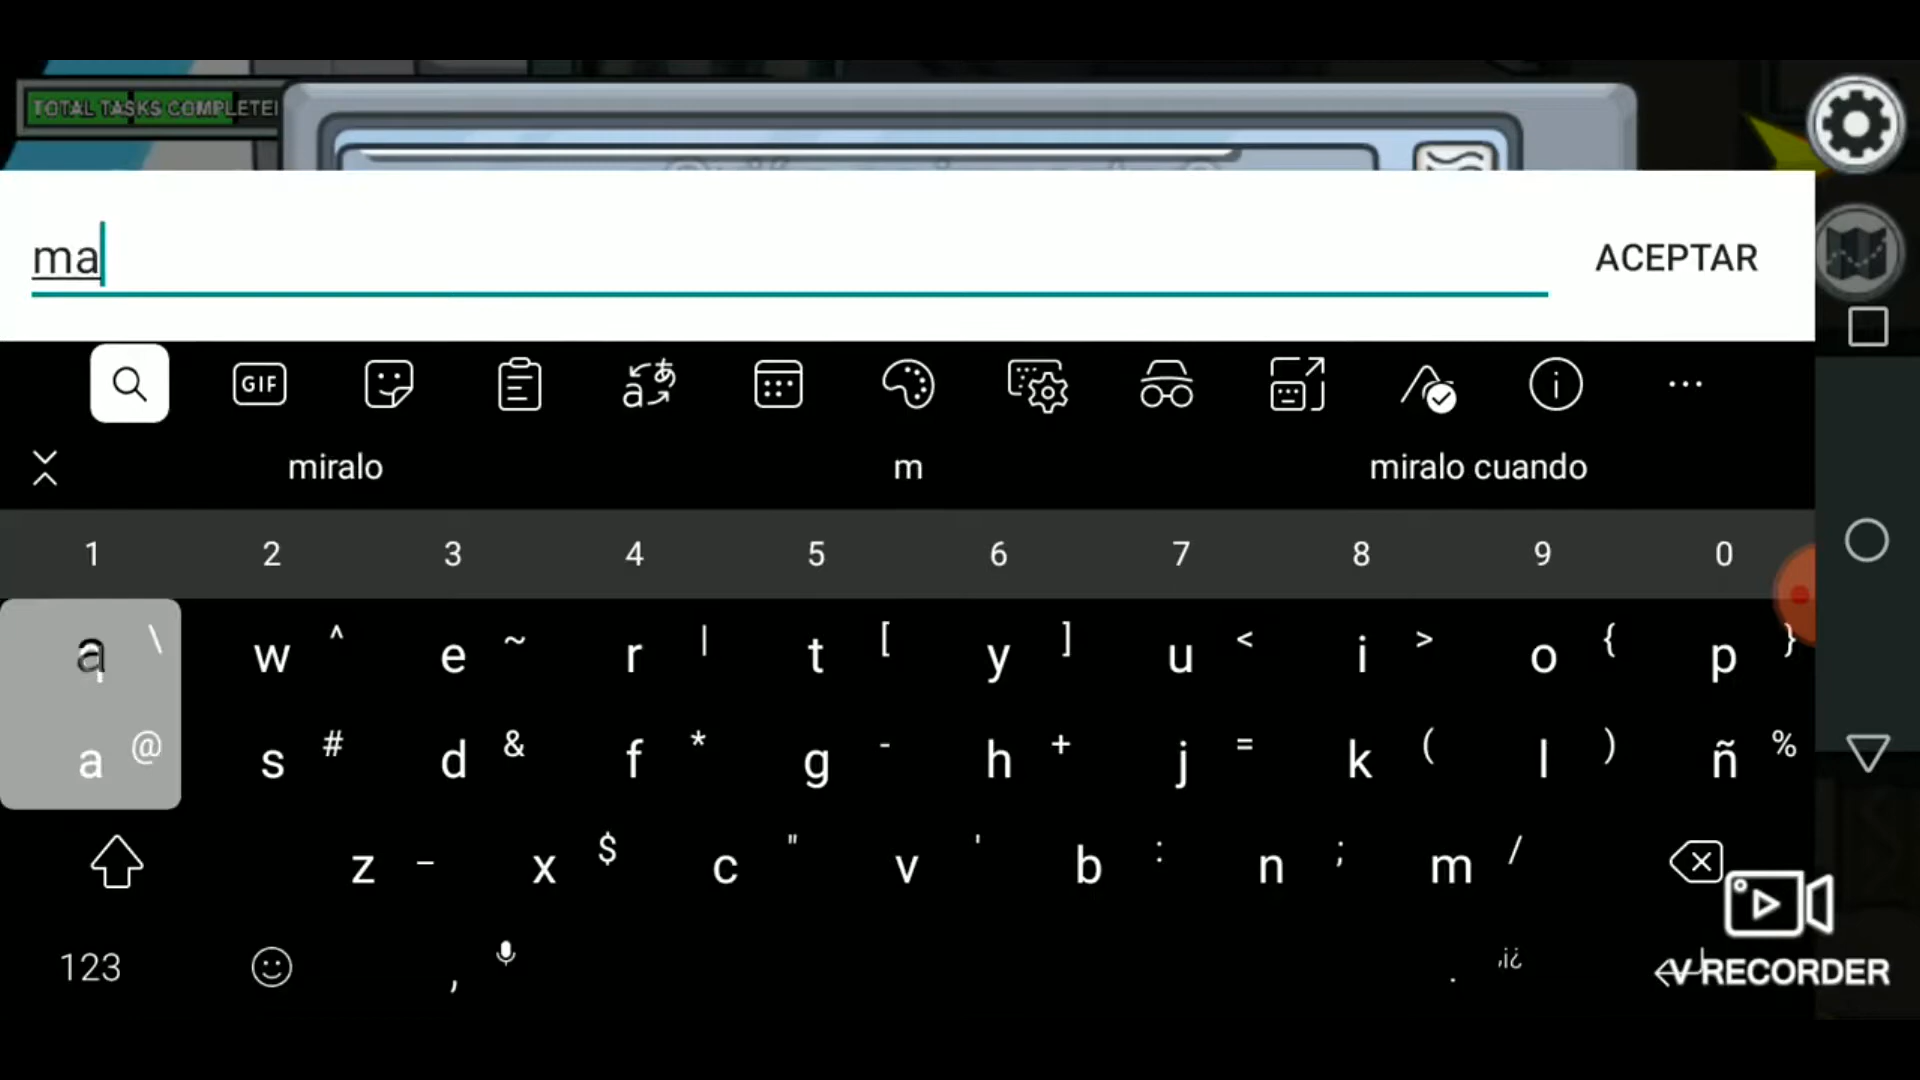 TOTAL TASKS COMPLETE
ma
ACEPTAR
GIF
miralo m miralo cuando
1 2 3 4 5 6 7 8 9 0
a \ w ^ e ~ r | t [ y ] u < i > o { p }
a @ s # d & f * g - h + j = k ( l ) ñ %
z _ x $ c " v ' b : n ; m /
123 , . ,¡¿
V RECORDER